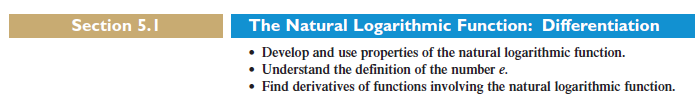 Section 5.1
The Natural Logarithmic Function: Differentiation
• Develop and use properties of the natural logarithmic function.
• Understand the definition of the number e.
• Find derivatives of functions involving the natural logarithmic function.